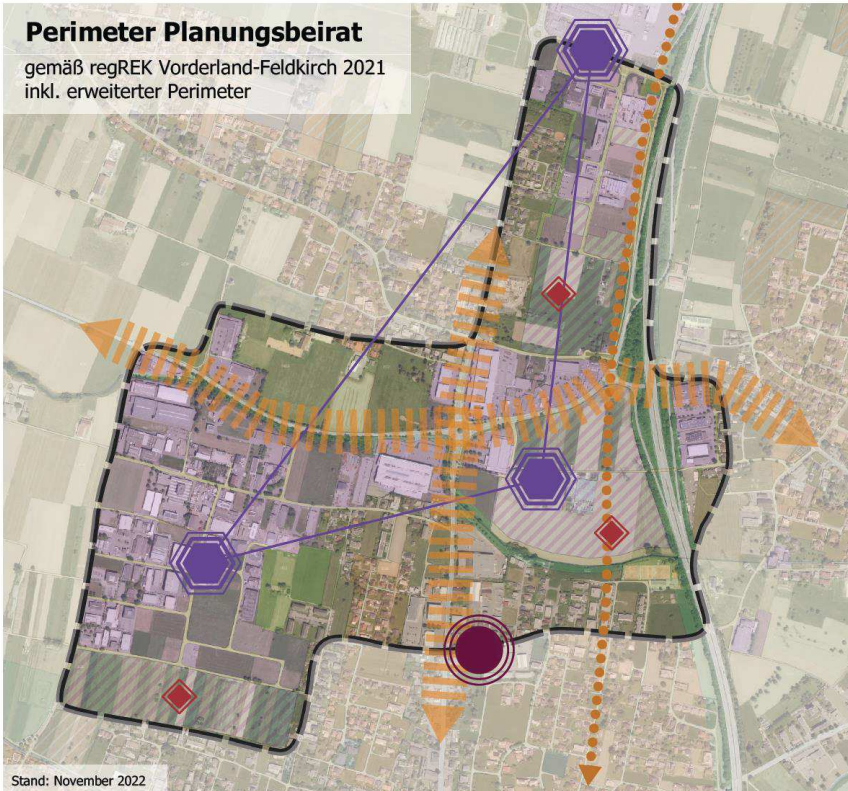 Perimeter Planungsbeirat
gemäß regREK Vorderland-Feldkirch 2021
inkl. erweiterter Perimeter
Stand: November 2022